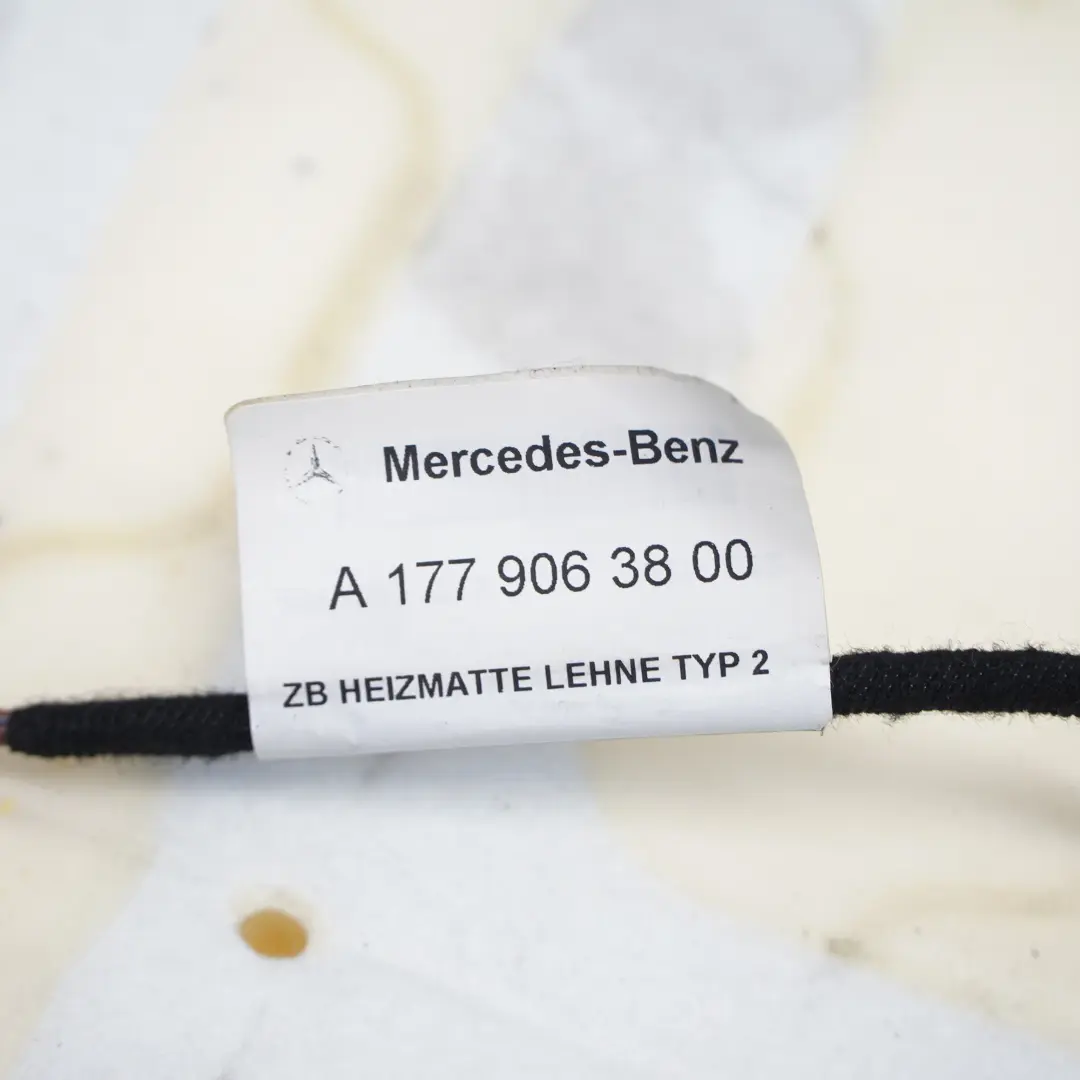 Mercedes-Benz
A 177 906 38 00
ZB HEIZMATTE LEHNE TYP 2